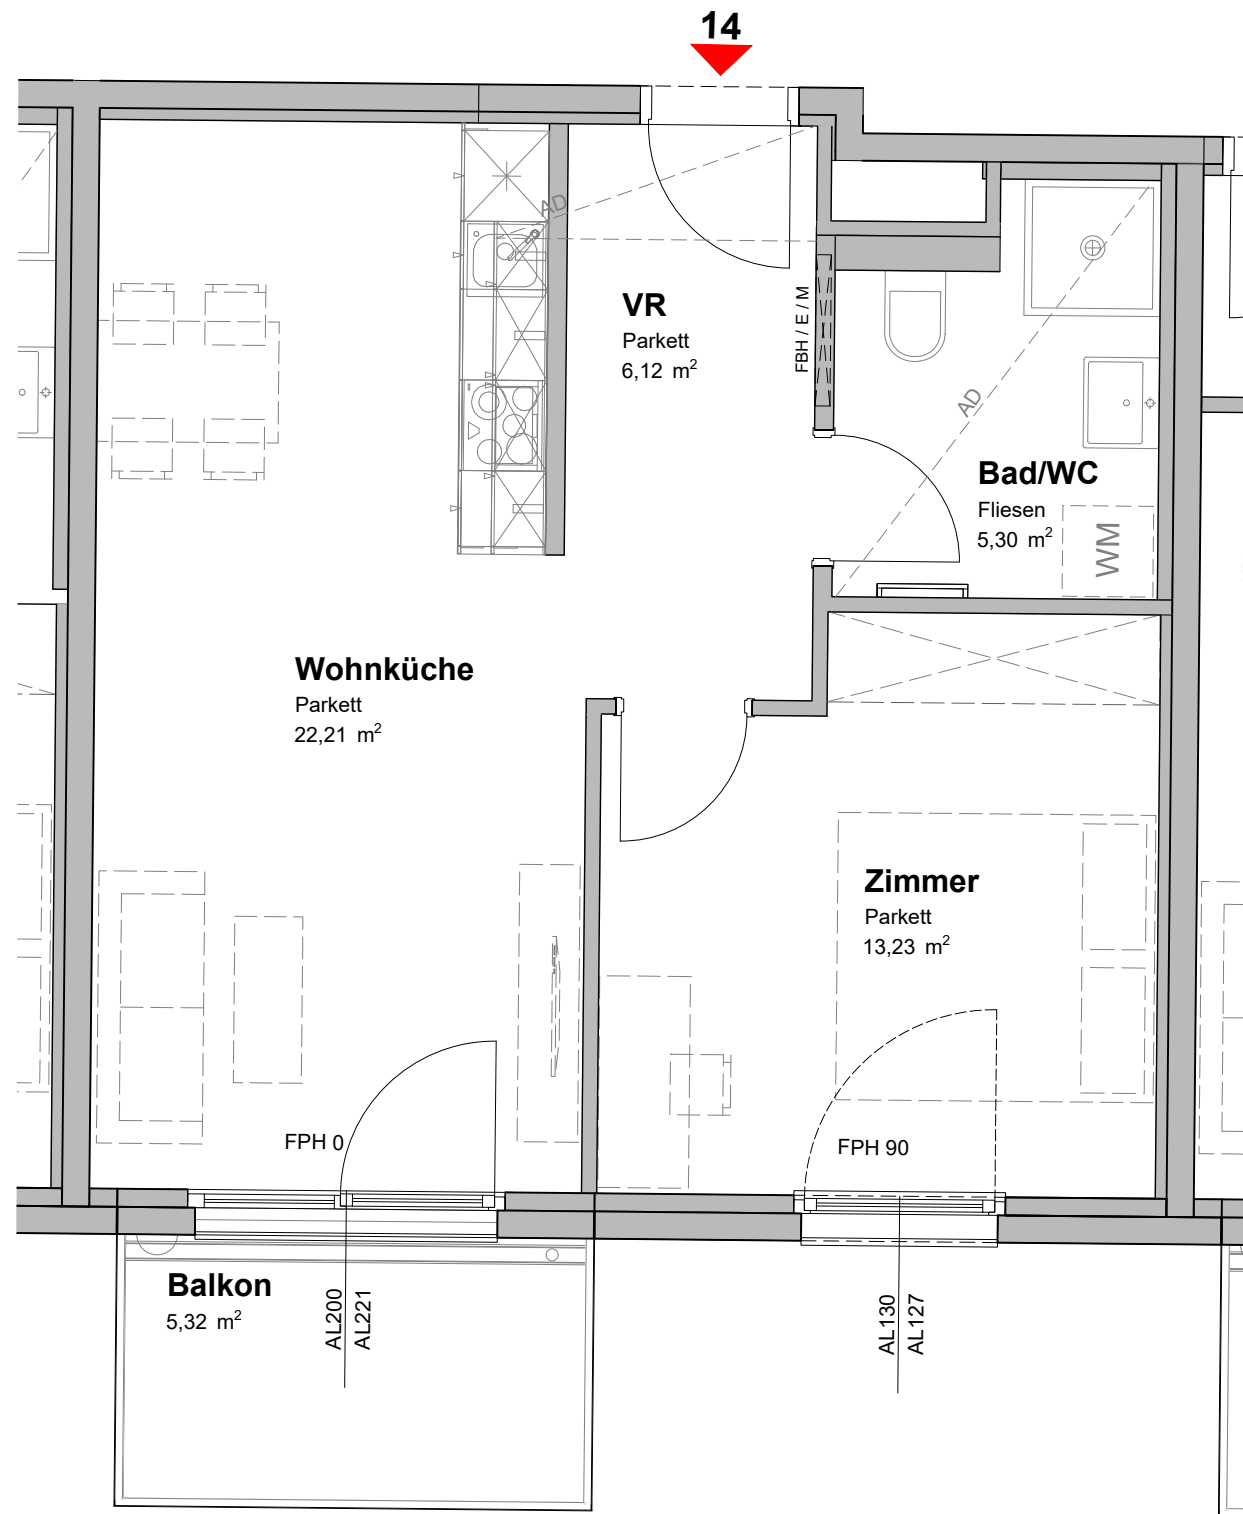 14
AD
VR
Parkett
6,12 m²
FBH / E / M
AD
Bad/WC
Fliesen
5,30 m²
WM
Wohnküche
Parkett
22,21 m²
Zimmer
Parkett
13,23 m²
FPH 0
FPH 90
Balkon
5,32 m²
AL200
AL221
AL130
AL127